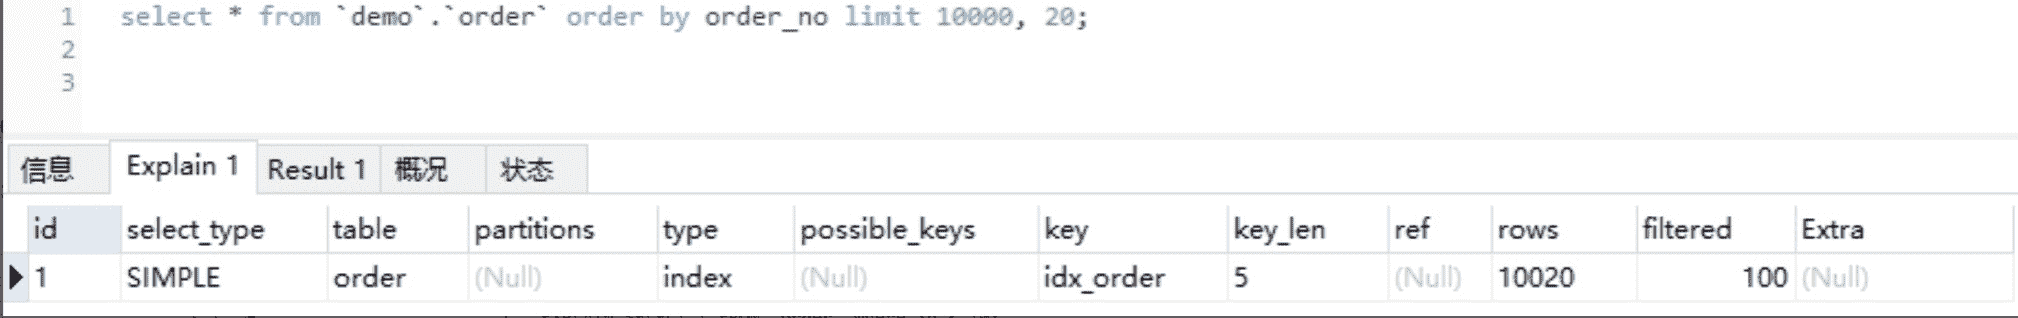 1 select * from `demo`.`order` order by order_no limit 10000, 20;
2
3
信息 Explain 1 Result 1 概况 状态
id select_type table partitions type possible_keys key key_len ref rows filtered Extra
1 SIMPLE order (Null) index (Null) idx_order 5 (Null) 10020 100 (Null)